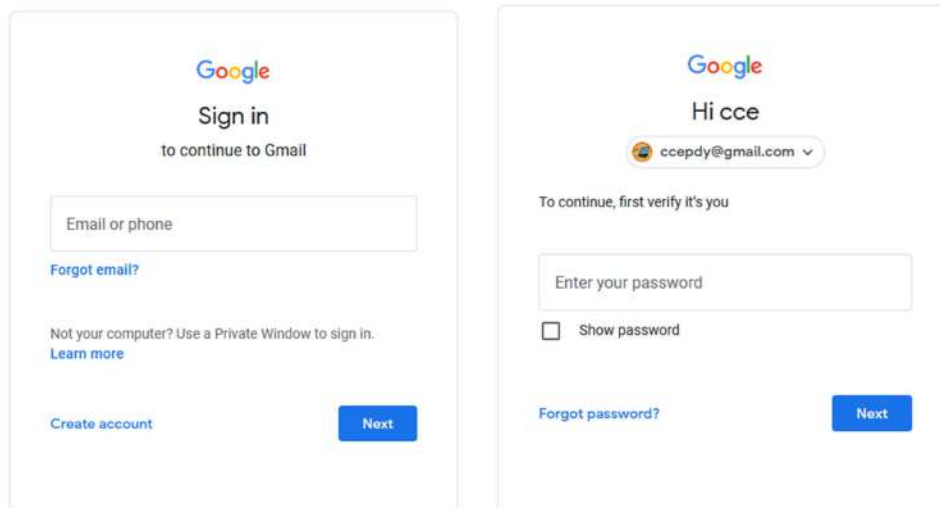 Google
Sign in
to continue to Gmail
Email or phone
Forgot email?
Not your computer? Use a Private Window to sign in.
Learn more
Create account
Next
Google
Hi cce
ccepdy@gmail.com
To continue, first verify it's you
Enter your password
Show password
Forgot password?
Next